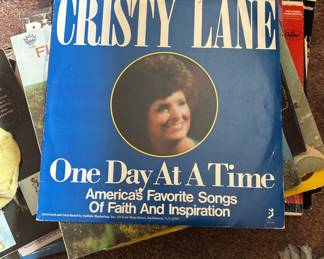 CRISTY LANE
One Day At A Time
America's Favorite Songs
Of Faith And Inspiration